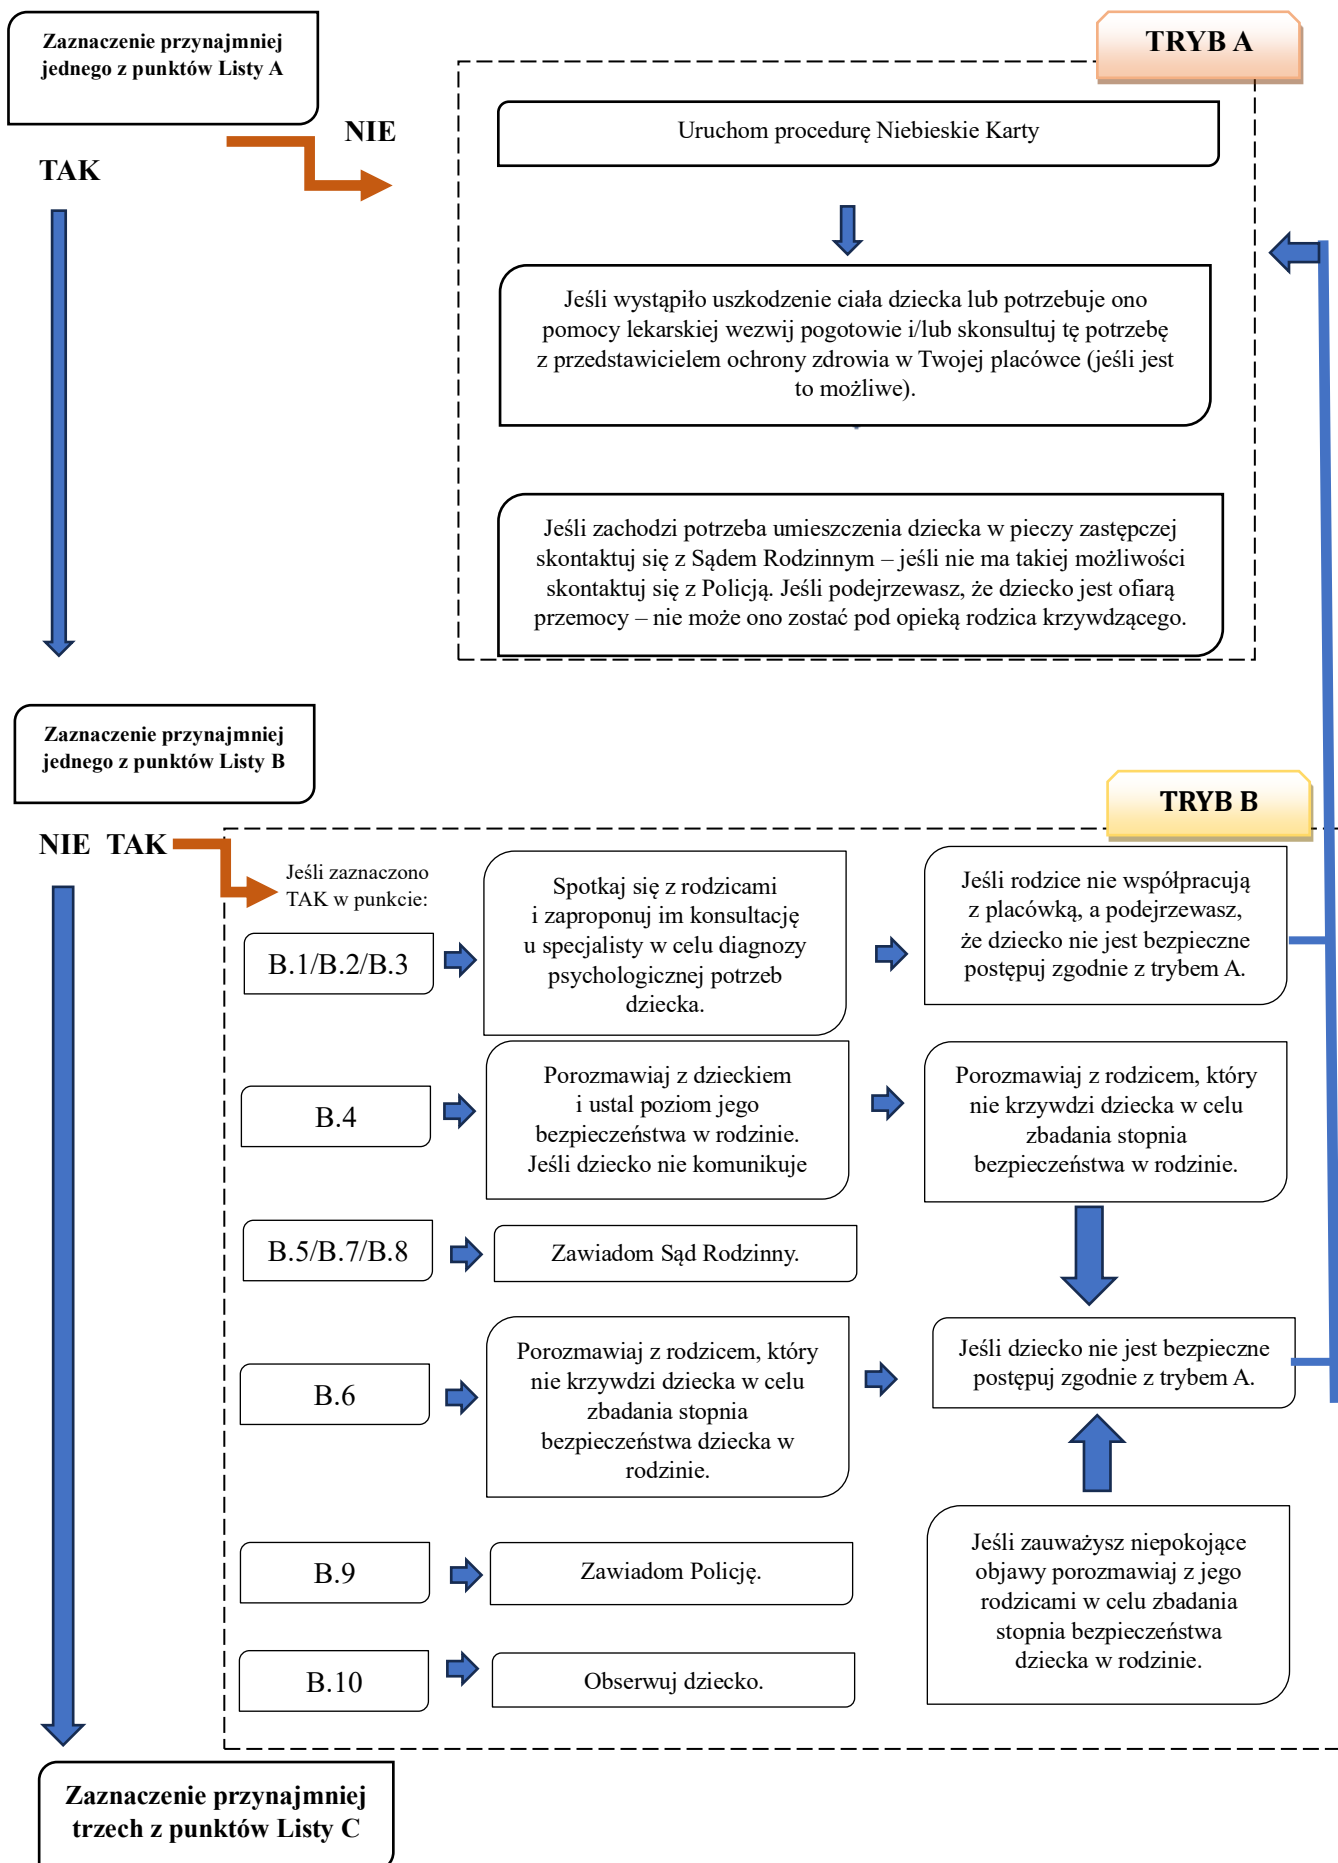 Zaznaczenie przynajmniej
jednego z punktów Listy A
NIE
TAK
TRYB A
Uruchom procedurę Niebieskie Karty
Jeśli wystąpiło uszkodzenie ciała dziecka lub potrzebuje ono
pomocy lekarskiej wezwij pogotowie i/lub skonsultuj tę potrzebę
z przedstawicielem ochrony zdrowia w Twojej placówce (jeśli jest
to możliwe).
Jeśli zachodzi potrzeba umieszczenia dziecka w pieczy zastępczej
skontaktuj się z Sądem Rodzinnym – jeśli nie ma takiej możliwości
skontaktuj się z Policją. Jeśli podejrzewasz, że dziecko jest ofiarą
przemocy – nie może ono zostać pod opieką rodzica krzywdzącego.
Zaznaczenie przynajmniej
jednego z punktów Listy B
TRYB B
NIE TAK
Jeśli zaznaczono
TAK w punkcie:
B.1/B.2/B.3
Spotkaj się z rodzicami
i zaproponuj im konsultację
u specjalisty w celu diagnozy
psychologicznej potrzeb
dziecka.
Jeśli rodzice nie współpracują
z placówką, a podejrzewasz,
że dziecko nie jest bezpieczne
postępuj zgodnie z trybem A.
B.4
Porozmawiaj z dzieckiem
i ustal poziom jego
bezpieczeństwa w rodzinie.
Jeśli dziecko nie komunikuje
Porozmawiaj z rodzicem, który
nie krzywdzi dziecka w celu
zbadania stopnia
bezpieczeństwa w rodzinie.
B.5/B.7/B.8
Zawiadom Sąd Rodzinny.
B.6
Porozmawiaj z rodzicem, który
nie krzywdzi dziecka w celu
zbadania stopnia
bezpieczeństwa dziecka w
rodzinie.
Jeśli dziecko nie jest bezpieczne
postępuj zgodnie z trybem A.
B.9
Zawiadom Policję.
B.10
Obserwuj dziecko.
Jeśli zauważysz niepokojące
objawy porozmawiaj z jego
rodzicami w celu zbadania
stopnia bezpieczeństwa
dziecka w rodzinie.
Zaznaczenie przynajmniej
trzech z punktów Listy C